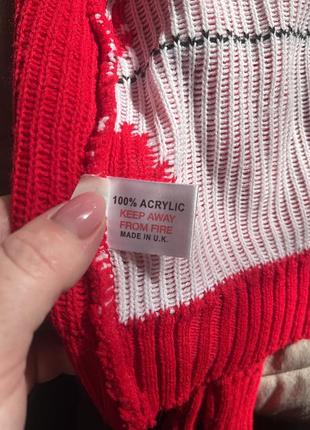 100% ACRYLIC
KEEP AWAY
FROM FIRE
MADE IN U.K.